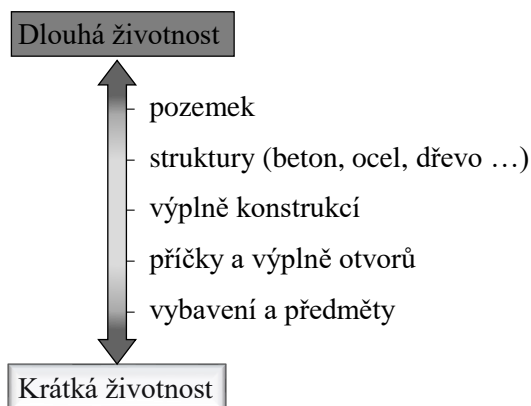 Dlouhá životnost
pozemek
struktury (beton, ocel, dřevo …)
výplně konstrukcí
příčky a výplně otvorů
vybavení a předměty
Krátká životnost